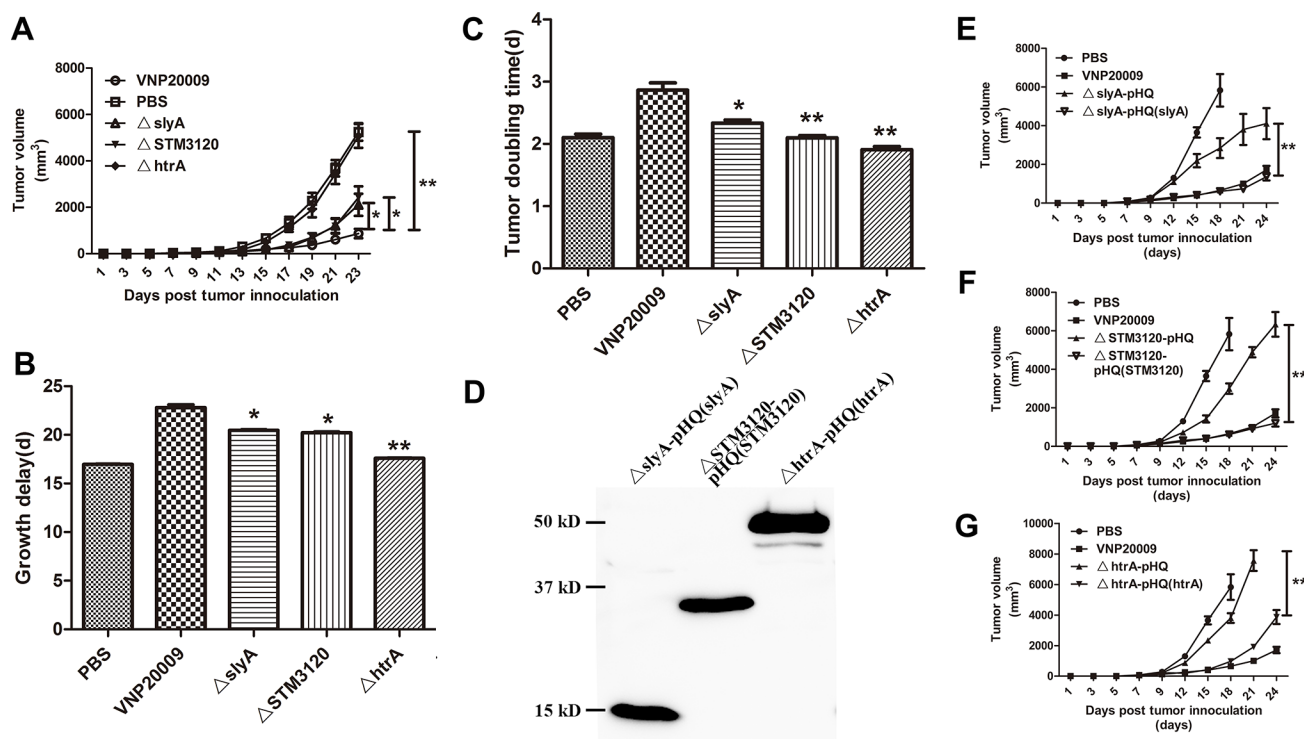 A
Tumor volume
(mm3)
8000
6000
4000
2000
0
VNP20009
PBS
△slyA
△STM3120
△htrA
**
*
*
1 3 5 7 9 11 13 15 17 19 21 23
Days post tumor innoculation
B
Growth delay(d)
25
20
15
10
5
0
*
*
**
PBS
VNP20009
△slyA
△STM3120
△htrA
C
Tumor doubling time(d)
4
3
2
1
0
*
**
**
PBS
VNP20009
△slyA
△STM3120
△htrA
D
△slyA-pHQ(slyA)
△STM3120-
pHQ(STM3120)
△htrA-pHQ(htrA)
50 kD
37 kD
15 kD
E
Tumor volume
(mm3)
8000
6000
4000
2000
0
PBS
VNP20009
△slyA-pHQ
△slyA-pHQ(slyA)
**
1 3 5 7 9 12 15 18 21 24
Days post tumor innoculation
(days)
F
Tumor volume
(mm3)
8000
6000
4000
2000
0
PBS
VNP20009
△STM3120-pHQ
△STM3120-
pHQ(STM3120)
**
1 3 5 7 9 12 15 18 21 24
Days post tumor innoculation
(days)
G
Tumor volume
(mm3)
10000
8000
6000
4000
2000
0
PBS
VNP20009
△htrA-pHQ
△htrA-pHQ(htrA)
**
1 3 5 7 9 12 15 18 21 24
Days post tumor innoculation
(days)